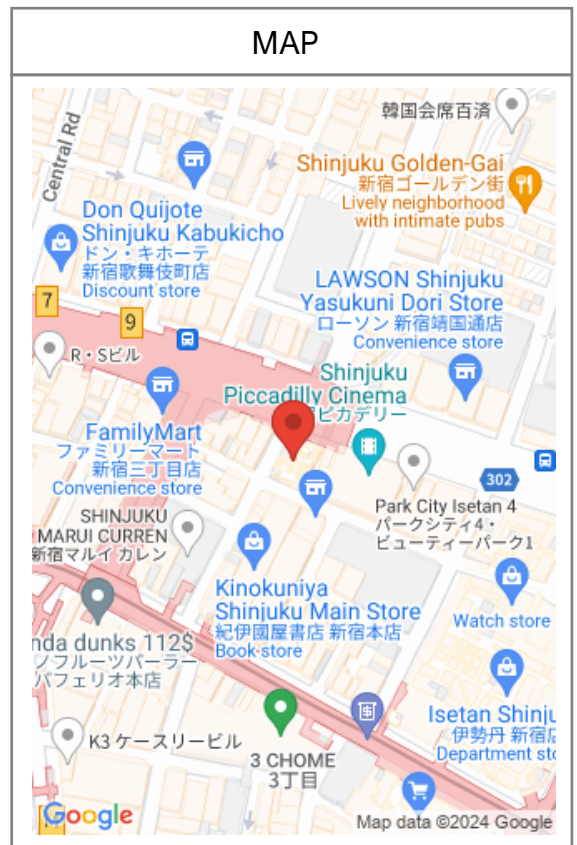 MAP
韓国会席百済
Central Rd
Shinjuku Golden-Gai
新宿ゴールデン街
Lively neighborhood
with intimate pubs
Don Quijote
Shinjuku Kabukicho
ドン・キホーテ
新宿歌舞伎町店
Discount store
LAWSON Shinjuku
Yasukuni Dori Store
ローソン 新宿靖国通店
Convenience store
7
9
R・Sビル
Shinjuku
Piccadilly Cinema
ピカデリー
FamilyMart
ファミリーマート
新宿三丁目店
Convenience store
302
Park City Isetan 4
パークシティ4・
ビューティーパーク1
SHINJUKU
MARUI CURREN
新宿マルイ カレン
Kinokuniya
Shinjuku Main Store
紀伊國屋書店 新宿本店
Book store
Watch store
nda dunks 112$
ノフルーツパーラー
パフェリオ本店
Isetan Shinju
伊勢丹 新宿店
Department sto
K3 ケースリービル
3 CHOME
3丁目
Google
Map data ©2024 Google